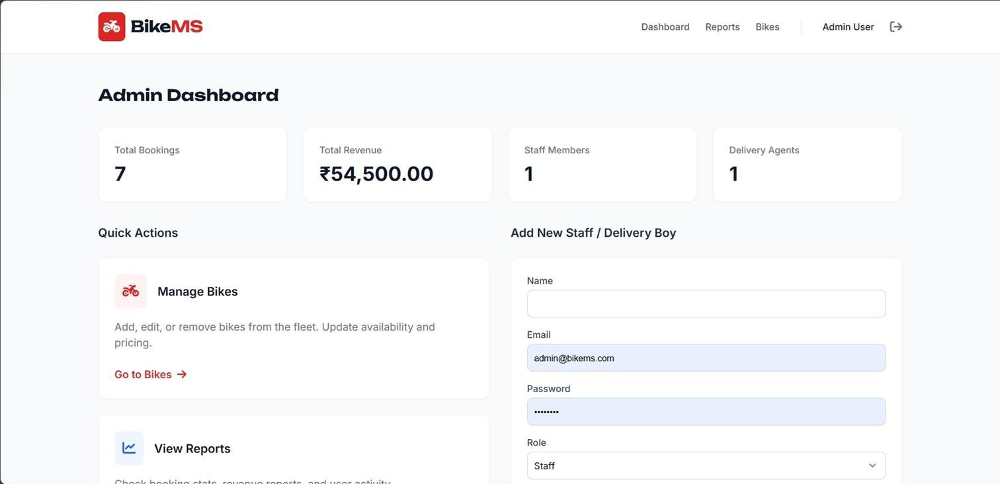 BikeMS
Dashboard Reports Bikes Admin User
Admin Dashboard
Total Bookings
7
Total Revenue
₹54,500.00
Staff Members
1
Delivery Agents
1
Quick Actions
Manage Bikes
Add, edit, or remove bikes from the fleet. Update availability and
pricing.
Go to Bikes →
View Reports
Check booking stats, revenue reports, and user activity.
Add New Staff / Delivery Boy
Name
Email
admin@bikems.com
Password
••••••••
Role
Staff